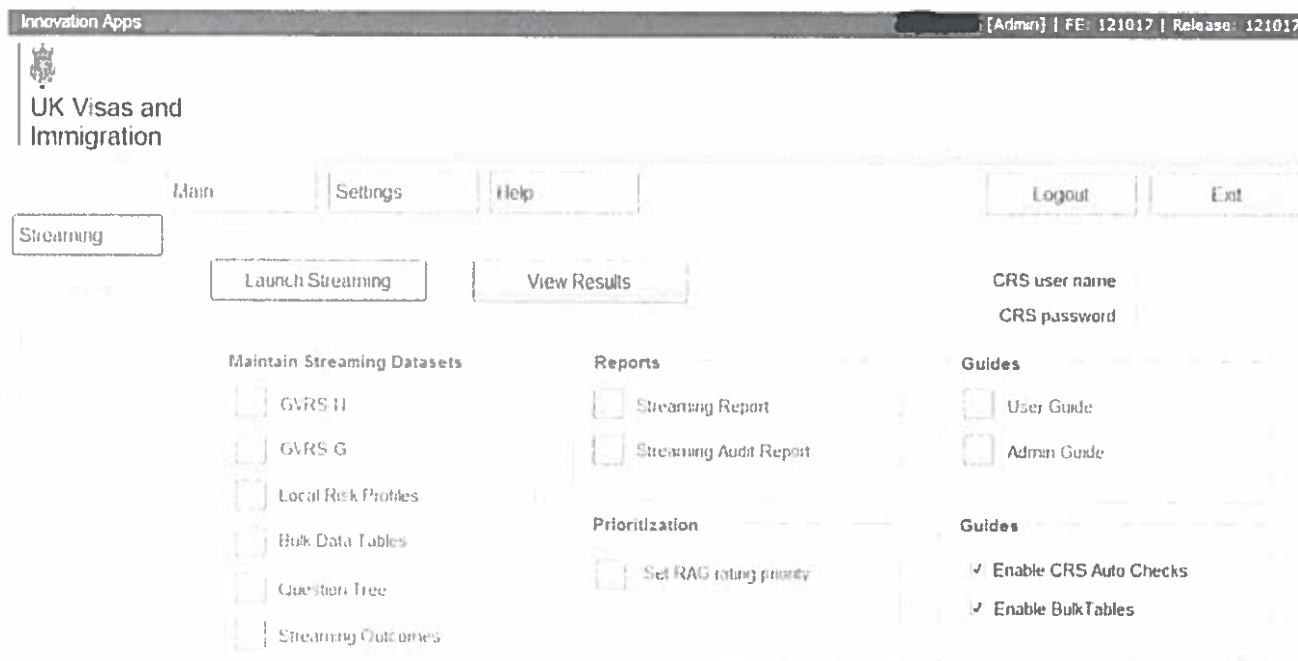 Innovation Apps
[Admin] | FE: 121017 | Release: 121017
UK Visas and
Immigration
Main Settings Help Logout Exit
Streaming
Launch Streaming View Results
CRS user name
CRS password
Maintain Streaming Datasets
GVRS-N
GVRS-G
Local Risk Profiles
Bulk Data Tables
Question Tree
Streaming Outcomes
Reports
Streaming Report
Streaming Audit Report
Prioritization
Set RAG rating priority
Guides
User Guide
Admin Guide
Guides
Enable CRS Auto Checks
Enable BulkTables